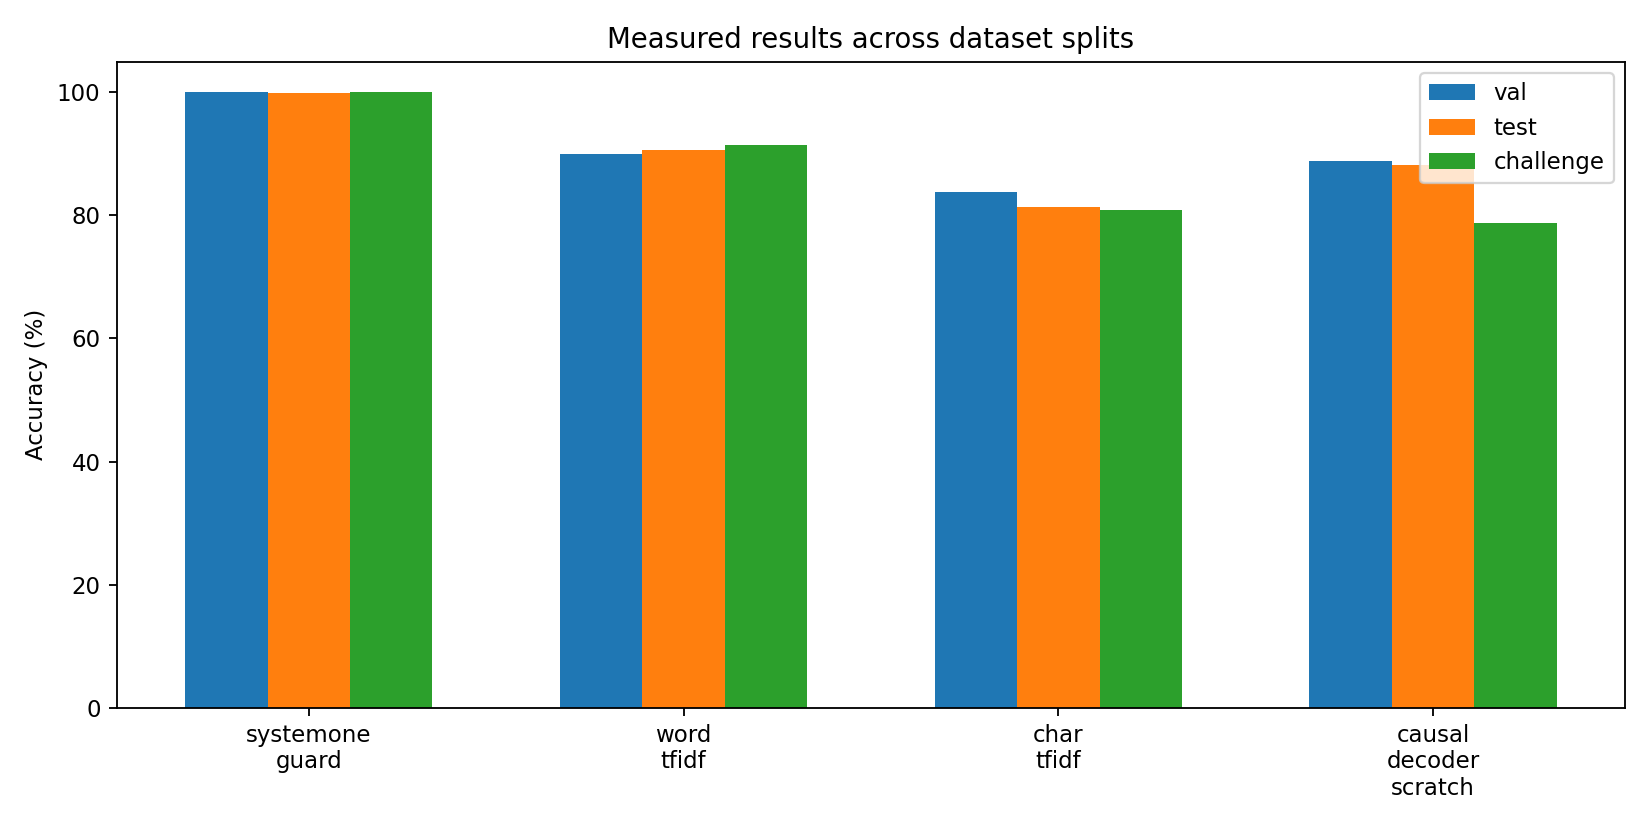 Measured results across dataset splits
val
test
challenge
Accuracy (%)
100
80
60
40
20
0
systemone
guard
word
tfidf
char
tfidf
causal
decoder
scratch